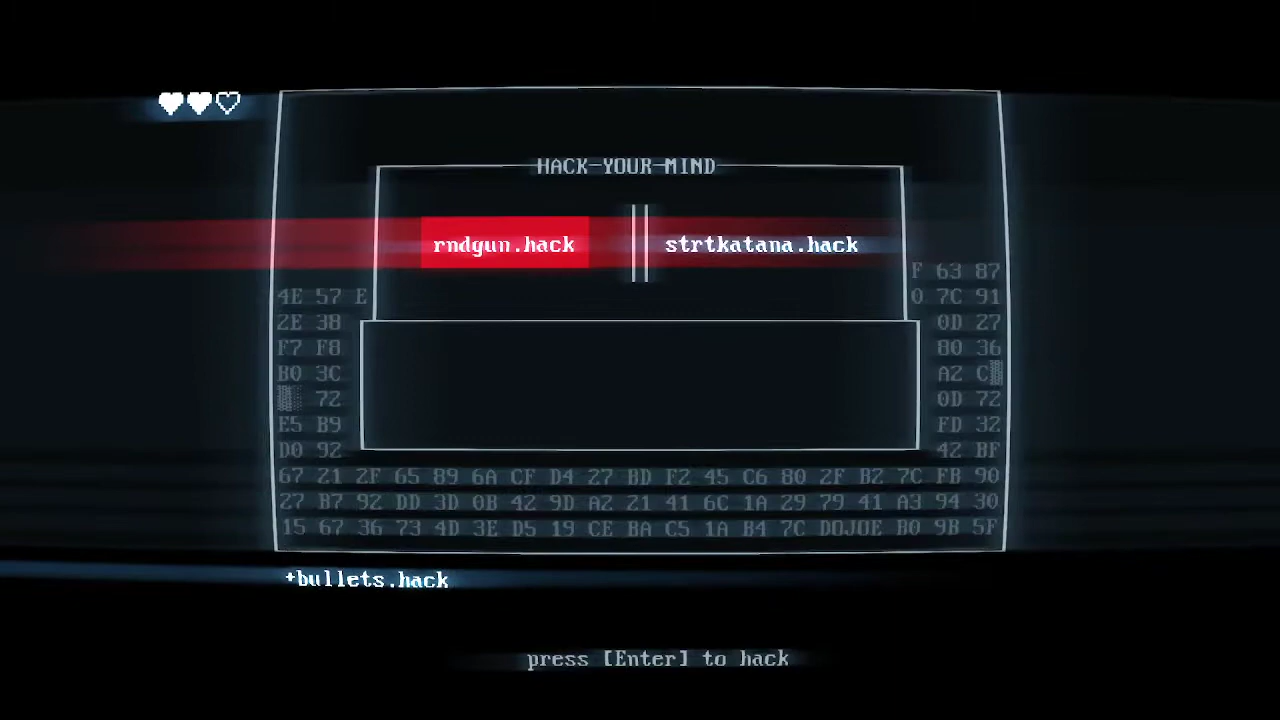 HACK-YOUR-MIND
rndgun.hack strtkatana.hack
F 63 87
4E 57 E 0 7C 91
2E 38 0D 27
F7 F8 80 36
B0 3C A2 C
72 0D 72
E5 B9 FD 32
D0 92 42 BF
67 21 2F 65 89 6A CF D4 27 BD F2 45 C6 80 2F B2 7C FB 90
27 B7 92 DD 3D 0B 42 9D A2 21 41 6C 1A 29 79 41 A3 94 30
15 67 36 73 4D 3E D5 19 CE BA C5 1A B4 7C DOJOE B0 9B 5F
+bullets.hack
press [Enter] to hack